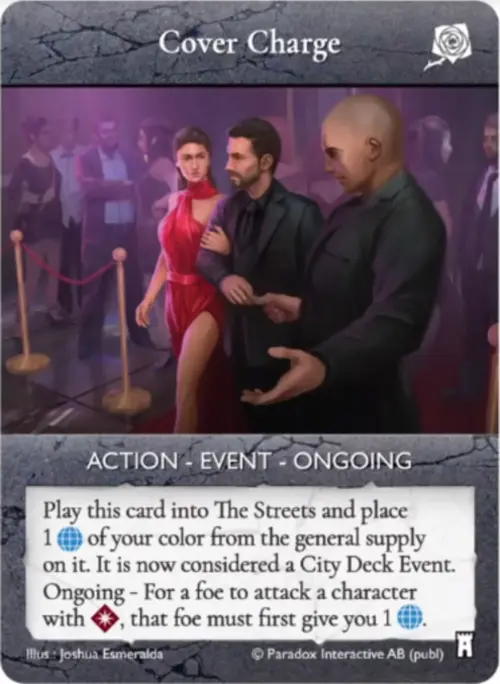 Cover Charge
ACTION - EVENT - ONGOING
Play this card into The Streets and place
1 of your color from the general supply
on it. It is now considered a City Deck Event.
Ongoing - For a foe to attack a character
with , that foe must first give you 1 .
Illus : Joshua Esmeralda
© Paradox Interactive AB (publ)